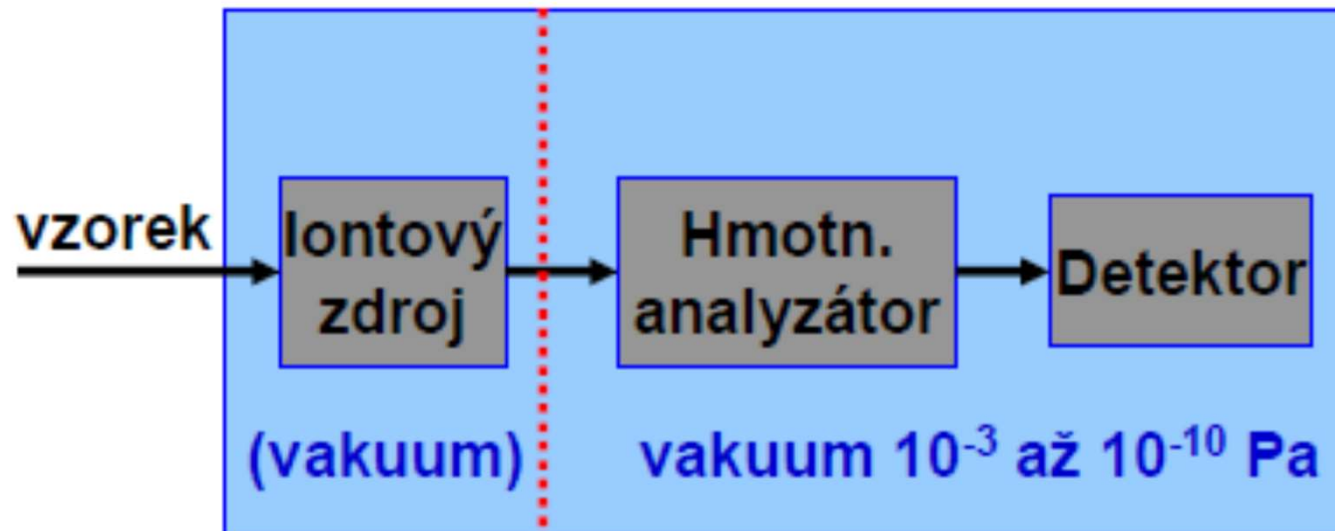 vzorek
Iontový
zdroj
Hmotn.
analyzátor
Detektor
(vakuum)
vakuum 10⁻³ až 10⁻¹⁰ Pa